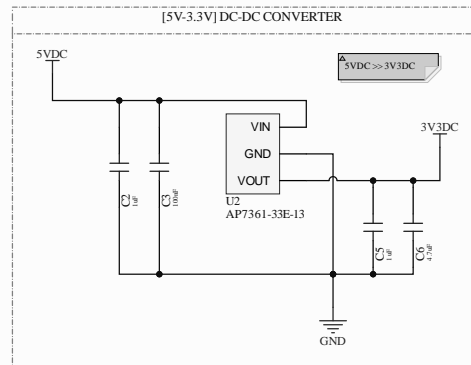 [5V-3.3V] DC-DC CONVERTER
5VDC
5VDC >> 3V3DC
3V3DC
VIN
GND
VOUT
U2
AP7361-33E-13
C2
1uF
C3
100nF
C5
1uF
C6
4.7uF
GND